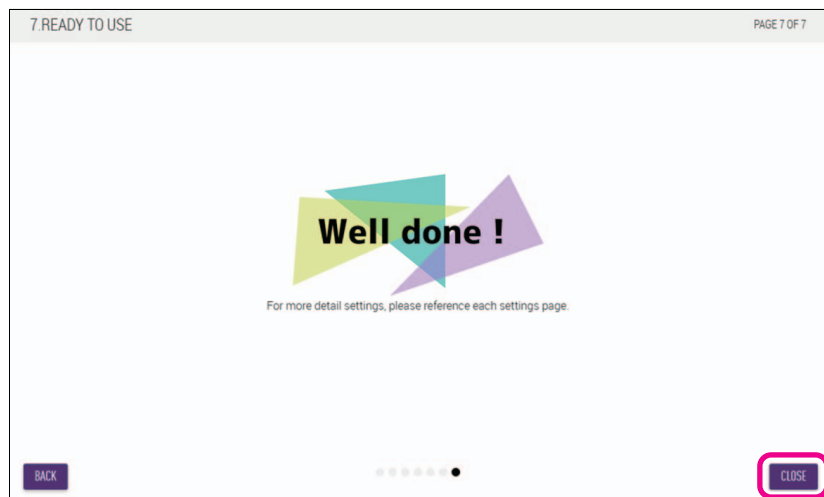 7.READY TO USE
PAGE 7 OF 7
Well done !
For more detail settings, please reference each settings page.
BACK
CLOSE